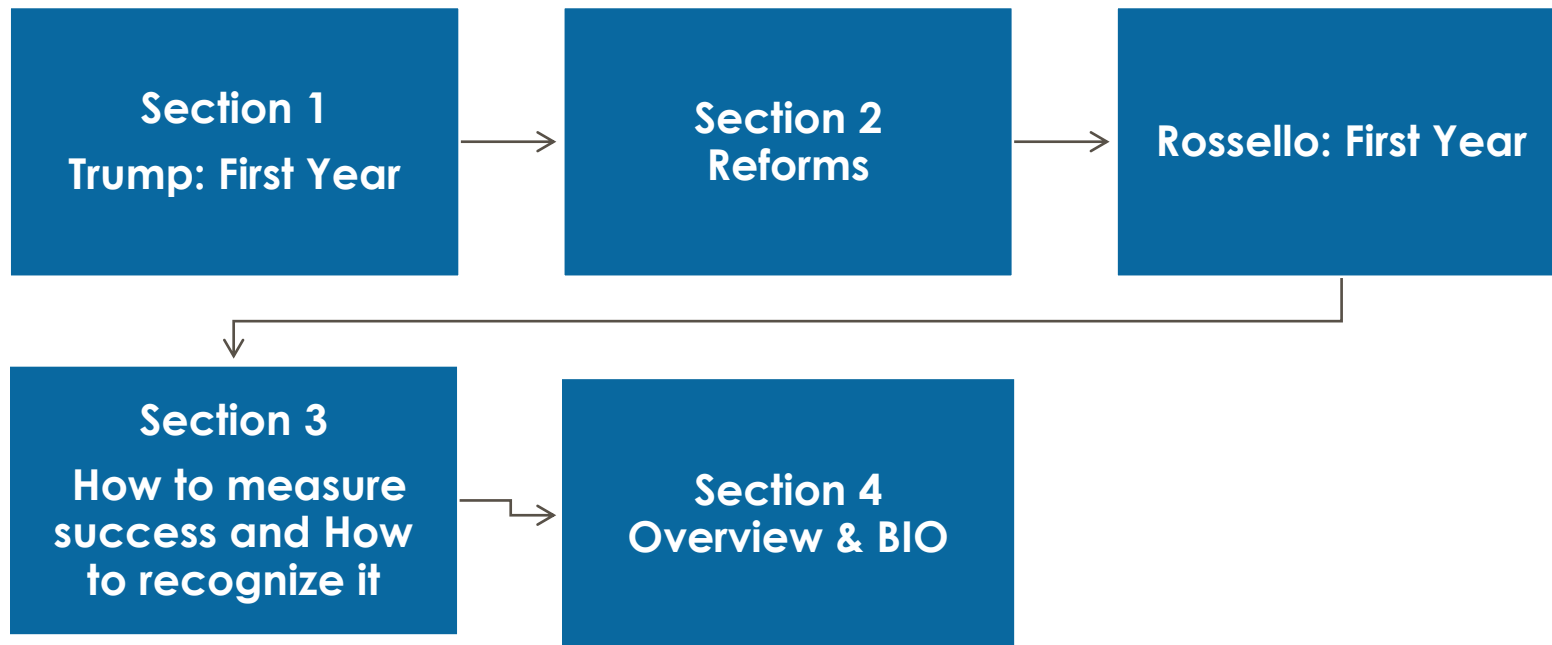 Section 1
Trump: First Year
Section 2
Reforms
Rossello: First Year
Section 3
How to measure
success and How
to recognize it
Section 4
Overview & BIO